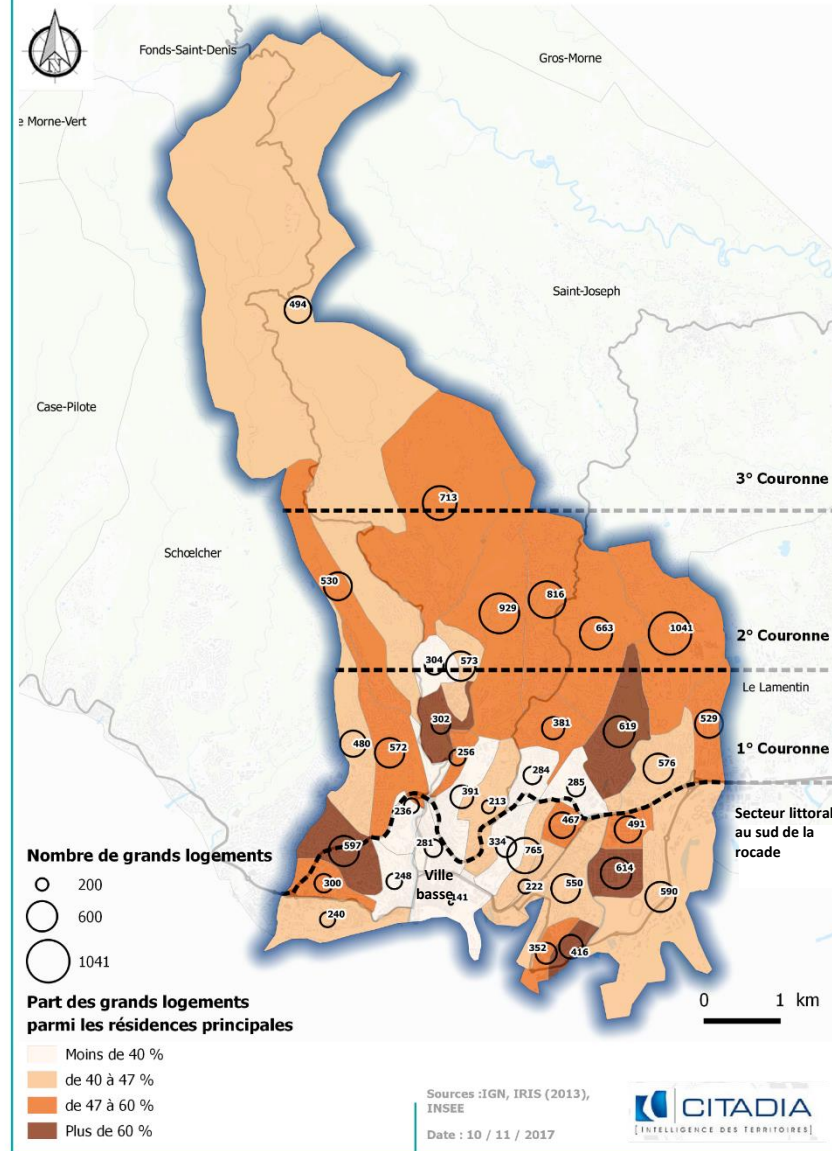 Fonds-Saint-Denis
Gros-Morne
e Morne-Vert
N
494
Saint-Joseph
Case-Pilote
3° Couronne
713
Schœlcher
530
816
929
663
1041
2° Couronne
304
573
Le Lamentin
302
381
619
529
480
572
256
1° Couronne
576
284
285
391
213
236
467
491
Secteur littoral
au sud de la
rocade
334
281
765
597
614
Ville
basse
248
222
550
300
590
141
240
352
416
Nombre de grands logements
200
600
1041
0 1 km
Part des grands logements
parmi les résidences principales
Moins de 40 %
de 40 à 47 %
de 47 à 60 %
Plus de 60 %
Sources :IGN, IRIS (2013),
INSEE
Date : 10 / 11 / 2017
CITADIA
[INTELLIGENCE DES TERRITOIRES]